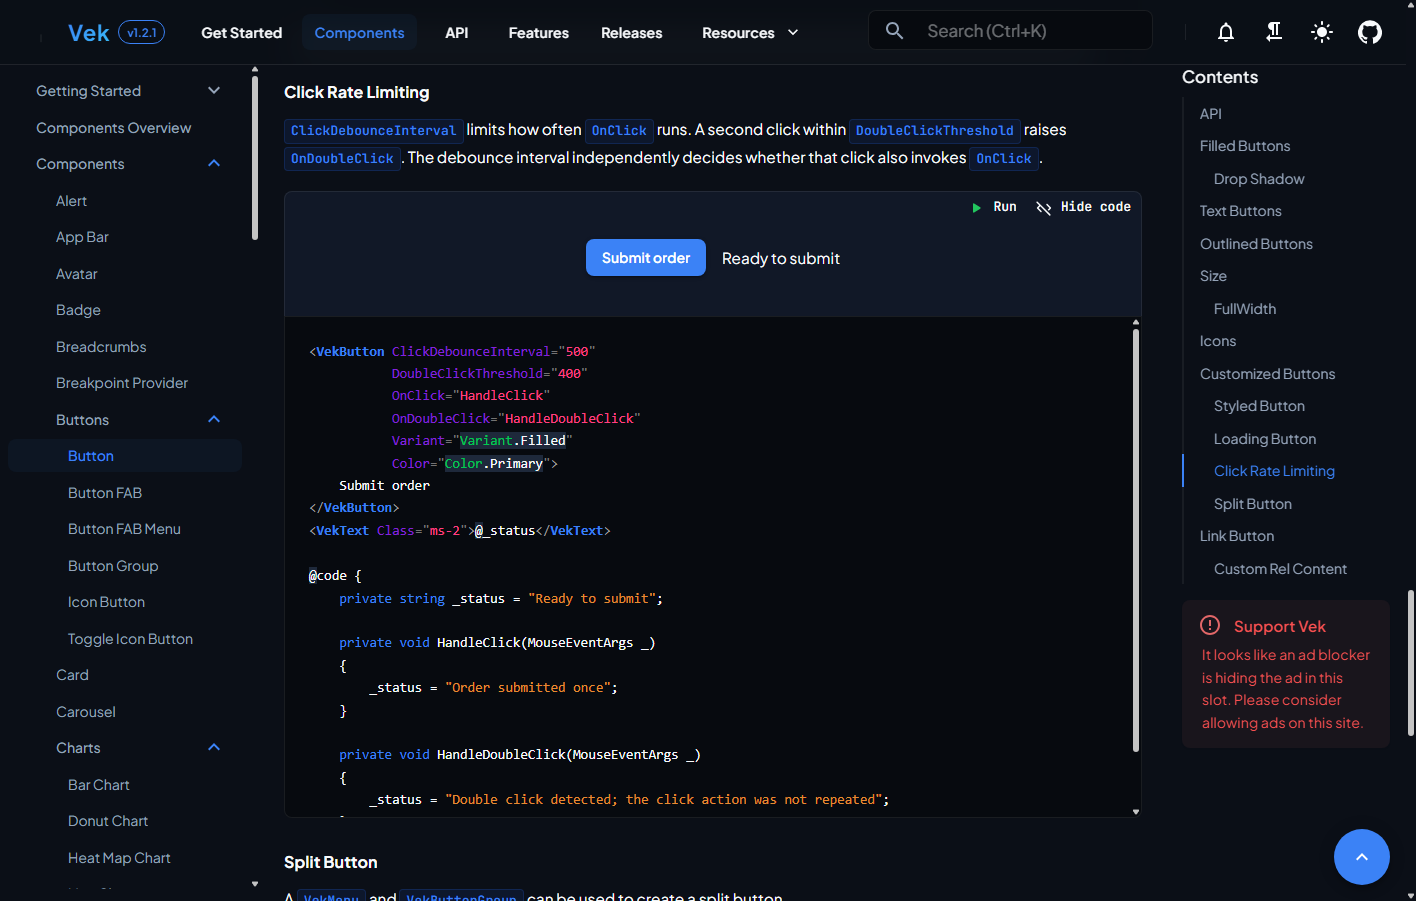 Vek v1.2.1 Get Started Components API Features Releases Resources Search (Ctrl+K)
Getting Started
Components Overview
Components
Alert
App Bar
Avatar
Badge
Breadcrumbs
Breakpoint Provider
Buttons
Button
Button FAB
Button FAB Menu
Button Group
Icon Button
Toggle Icon Button
Card
Carousel
Charts
Bar Chart
Donut Chart
Heat Map Chart
Click Rate Limiting
ClickDebounceInterval limits how often OnClick runs. A second click within DoubleClickThreshold raises
OnDoubleClick. The debounce interval independently decides whether that click also invokes OnClick.
Run Hide code
Submit order Ready to submit
<VekButton ClickDebounceInterval="500"
DoubleClickThreshold="400"
OnClick="HandleClick"
OnDoubleClick="HandleDoubleClick"
Variant="Variant.Filled"
Color="Color.Primary">
Submit order
</VekButton>
<VekText Class="ms-2">@_status</VekText>
@code {
private string _status = "Ready to submit";
private void HandleClick(MouseEventArgs _)
{
_status = "Order submitted once";
}
private void HandleDoubleClick(MouseEventArgs _)
{
_status = "Double click detected; the click action was not repeated";
Split Button
A VekMenu and VekButtonGroup can be used to create a split button.
Contents
API
Filled Buttons
Drop Shadow
Text Buttons
Outlined Buttons
Size
FullWidth
Icons
Customized Buttons
Styled Button
Loading Button
Click Rate Limiting
Split Button
Link Button
Custom Rel Content
Support Vek
It looks like an ad blocker
is hiding the ad in this
slot. Please consider
allowing ads on this site.